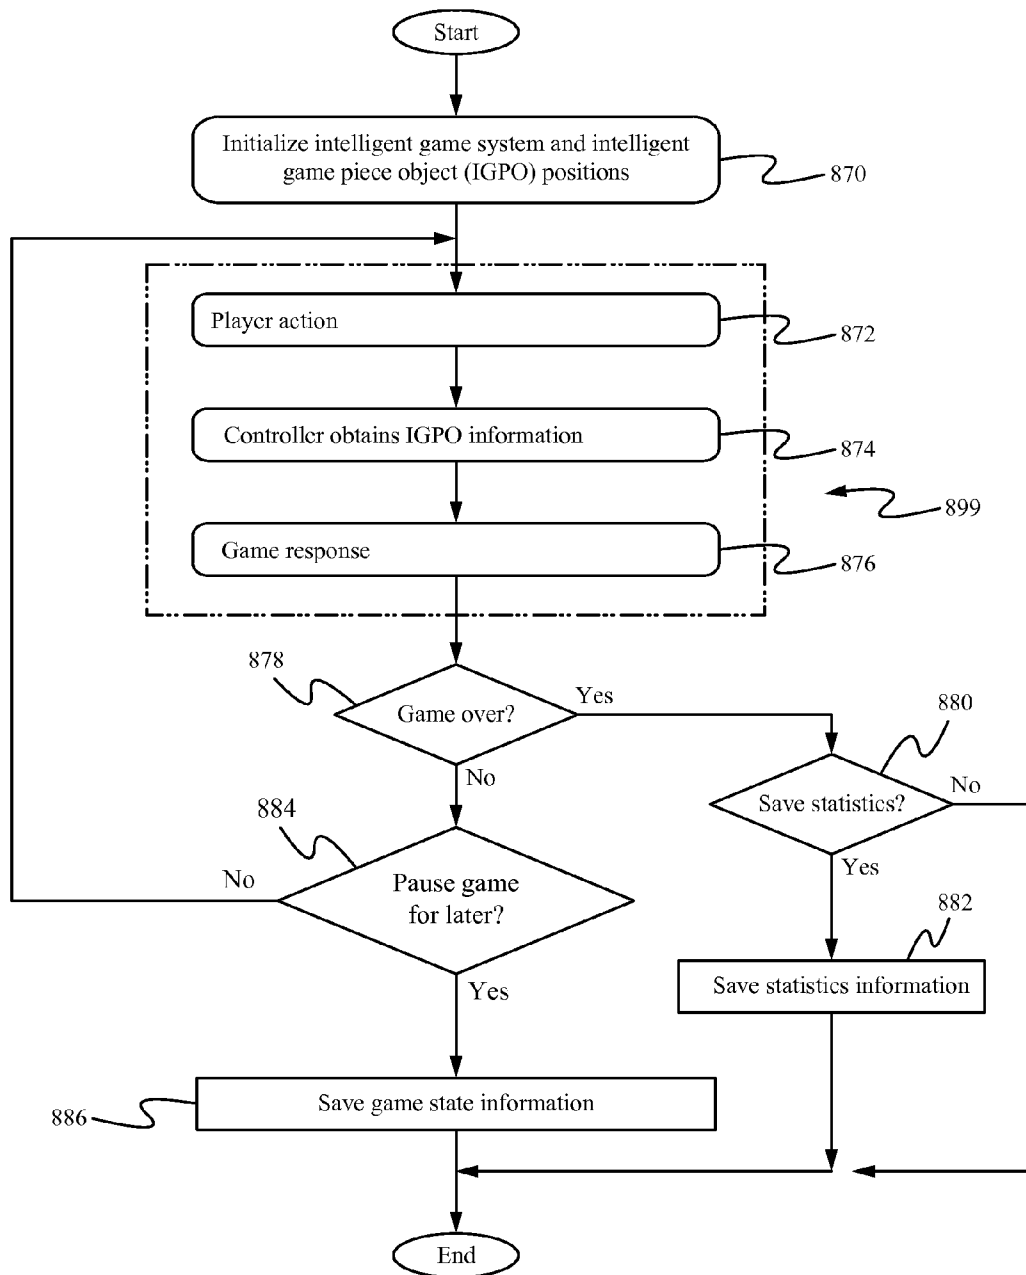 Start
Initialize intelligent game system and intelligent
game piece object (IGPO) positions
870
Player action
872
Controller obtains IGPO information
874
899
Game response
876
878
Game over?
Yes
No
880
Save statistics?
No
Yes
884
Pause game
for later?
No
Yes
882
Save statistics information
Save game state information
886
End